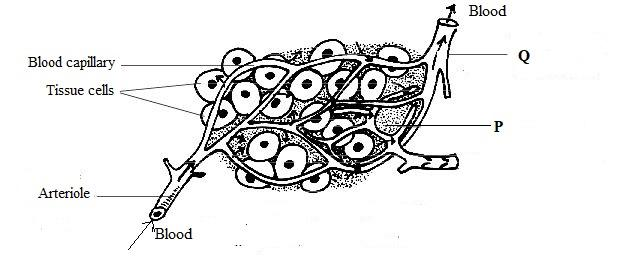 Blood
Blood capillary
Q
Tissue cells
P
Arteriole
Blood